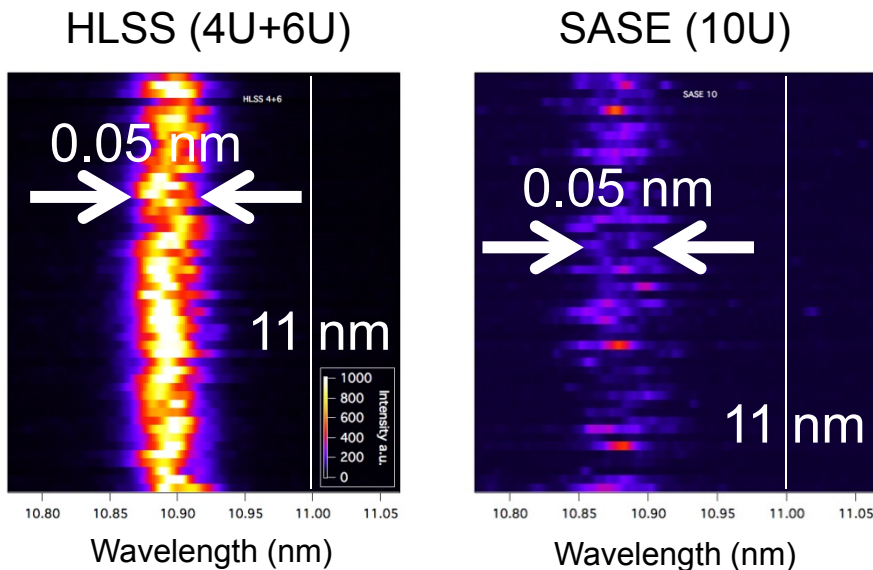 HLSS (4U+6U)
HLSS 4+6
0.05 nm
11 nm
1000
800
600
400
200
0
Intensity a.u.
10.80 10.85 10.90 10.95 11.00 11.05
Wavelength (nm)
SASE (10U)
SASE 10
0.05 nm
11 nm
10.80 10.85 10.90 10.95 11.00 11.05
Wavelength (nm)